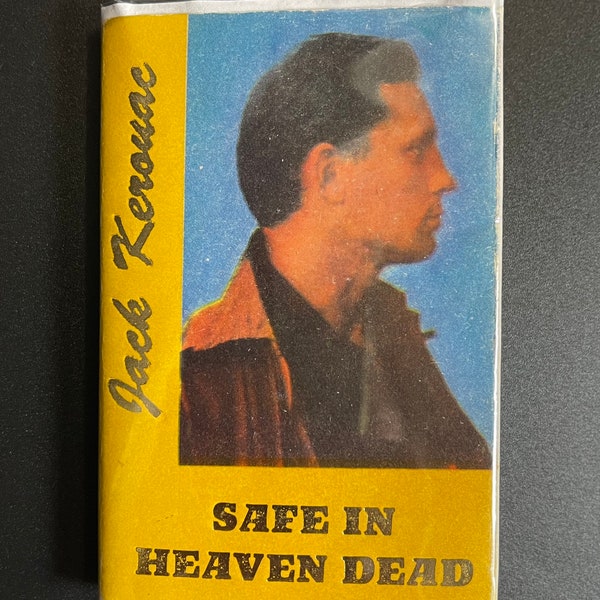 Jack Kerouac
SAFE IN
HEAVEN DEAD